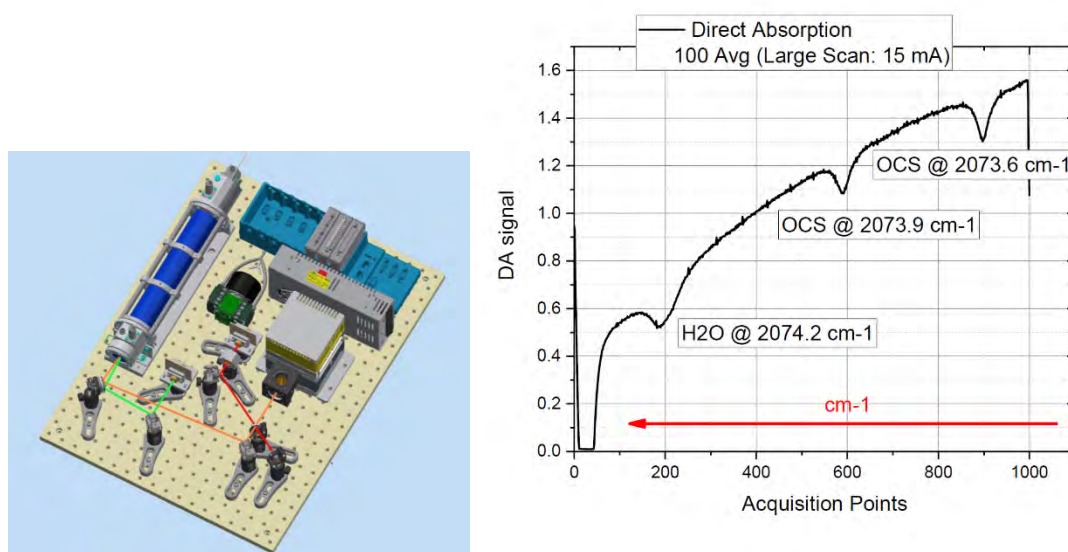 Direct Absorption
100 Avg (Large Scan: 15 mA)
1.6
1.4
1.2
1.0
0.8
0.6
0.4
0.2
0.0
DA signal
OCS @ 2073.6 cm-1
OCS @ 2073.9 cm-1
H2O @ 2074.2 cm-1
cm-1
0 200 400 600 800 1000
Acquisition Points